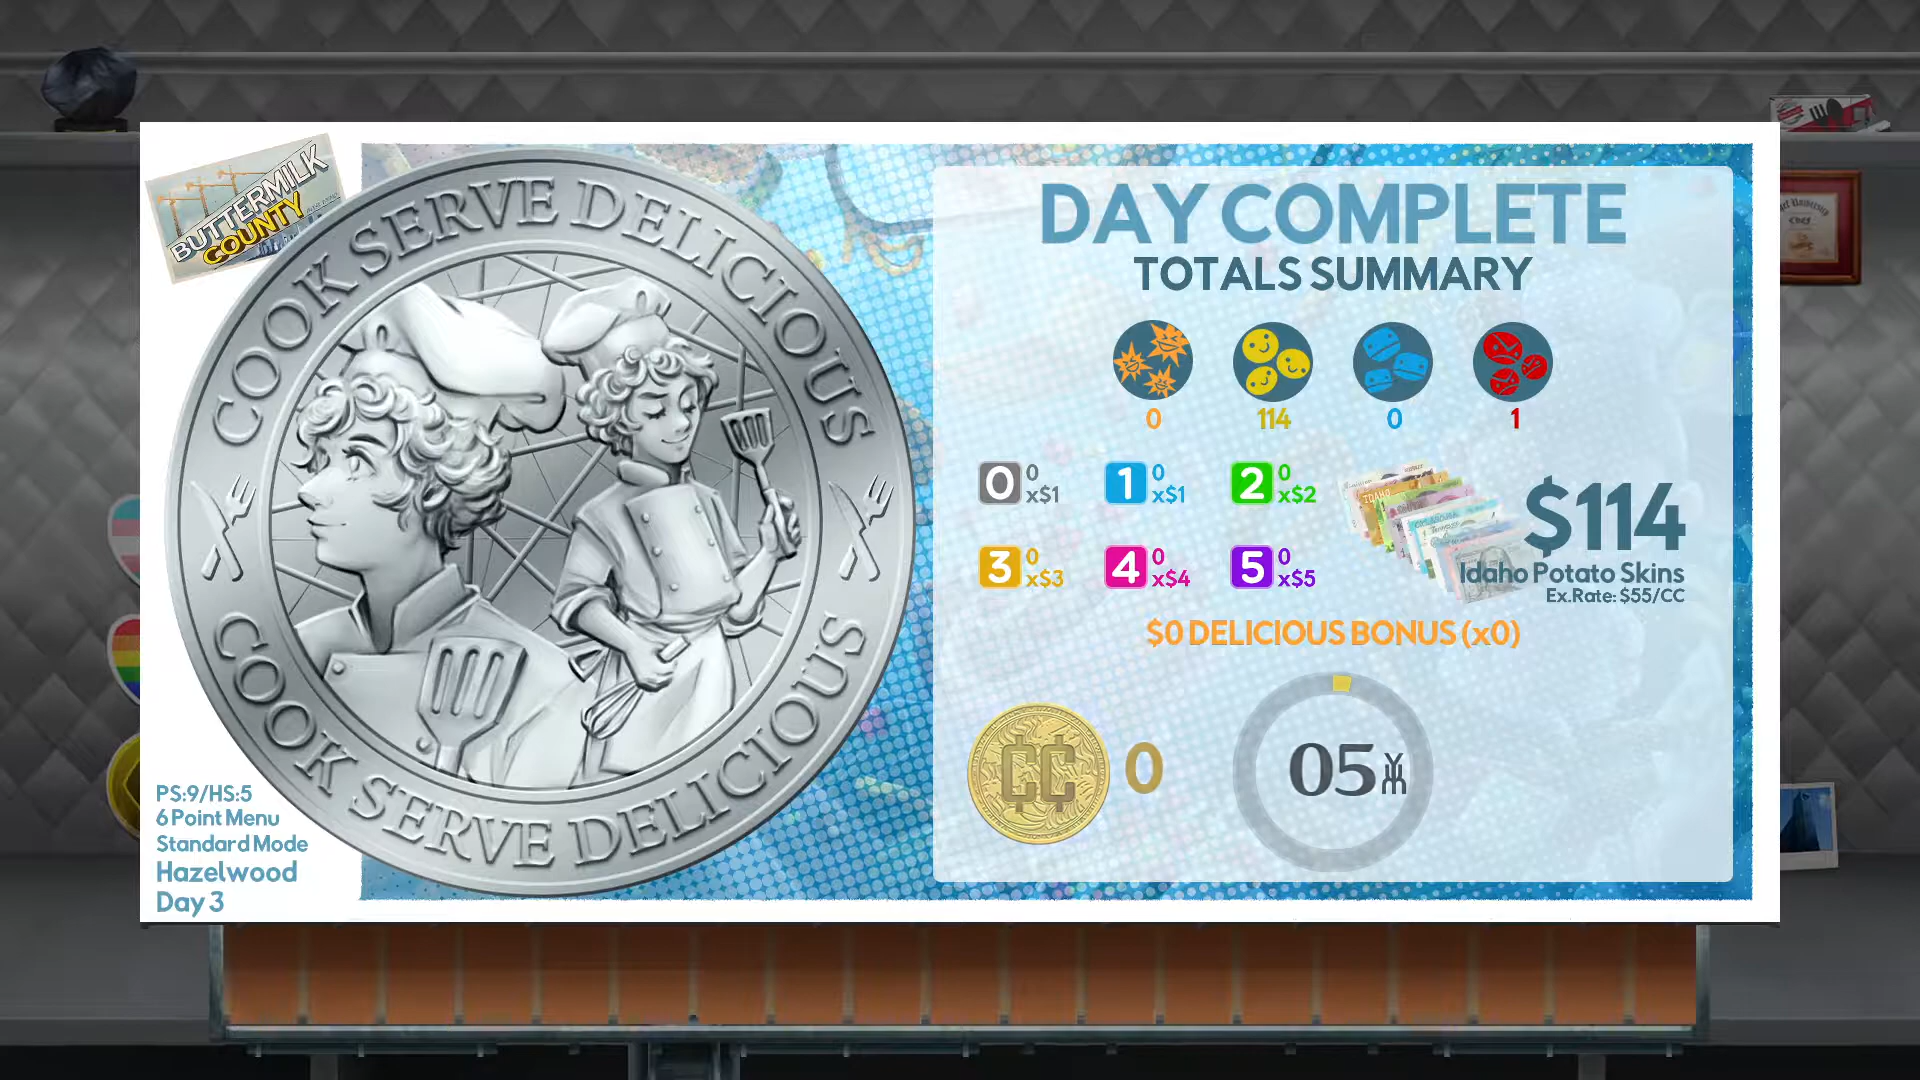 BUTTERMILK
COUNTY
COOK SERVE DELICIOUS
COOK SERVE DELICIOUS
DAY COMPLETE
TOTALS SUMMARY
0
114
0
1
0 0 x$1
1 0 x$1
2 0 x$2
3 0 x$3
4 0 x$4
5 0 x$5
$114
Idaho Potato Skins
Ex.Rate: $55/CC
$0 DELICIOUS BONUS (x0)
CC
0
05
PS:9/HS:5
6 Point Menu
Standard Mode
Hazelwood
Day 3